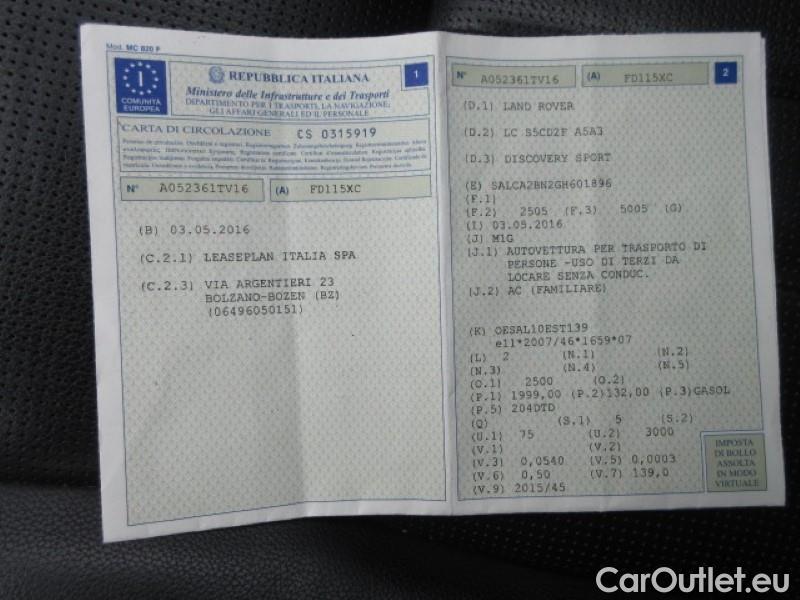 Mod. MC 820 F
I
COMUNITÀ
EUROPEA
REPUBBLICA ITALIANA
1
Ministero delle Infrastrutture e dei Trasporti
DIPARTIMENTO PER I TRASPORTI, LA NAVIGAZIONE,
GLI AFFARI GENERALI ED IL PERSONALE
CARTA DI CIRCOLAZIONE CS 0315919
N° A052361TV16 (A) FD115XC
(B) 03.05.2016
(C.2.1) LEASEPLAN ITALIA SPA
(C.2.3) VIA ARGENTIERI 23
BOLZANO-BOZEN (BZ)
(06496050151)
N° A052361TV16 (A) FD115XC 2
(D.1) LAND ROVER
(D.2) LC S5CD2F A5A3
(D.3) DISCOVERY SPORT
(E) SALCA2BN2GH601896
(F.1)
(F.2) 2505 (F.3) 5005 (G)
(I) 03.05.2016
(J) M1G
(J.1) AUTOVETTURA PER TRASPORTO DI
PERSONE -USO DI TERZI DA
LOCARE SENZA CONDUC.
(J.2) AC (FAMILIARE)
(K) OESAL10EST139
e11*2007/46*1659*07
(L) 2 (N.1) (N.2)
(N.3) (N.4) (N.5)
(O.1) 2500 (O.2)
(P.1) 1999,00 (P.2)132,00 (P.3)GASOL
(P.5) 204DTD
(Q) (S.1) 5 (S.2)
(U.1) 75 (U.2) 3000
(V.1) (V.2)
(V.3) 0,0540 (V.5) 0,0003
(V.6) 0,50 (V.7) 139,0
(V.9) 2015/45
IMPOSTA
DI BOLLO
ASSOLTA
IN MODO
VIRTUALE
CarOutlet.eu